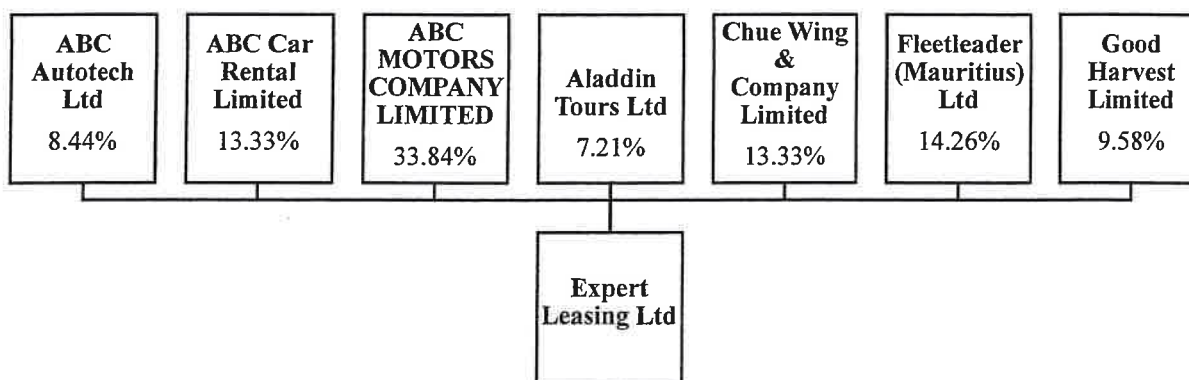 ABC
Autotech
Ltd
8.44%
ABC Car
Rental
Limited
13.33%
ABC
MOTORS
COMPANY
LIMITED
33.84%
Aladdin
Tours Ltd
7.21%
Chue Wing
&
Company
Limited
13.33%
Fleetleader
(Mauritius)
Ltd
14.26%
Good
Harvest
Limited
9.58%
Expert
Leasing Ltd